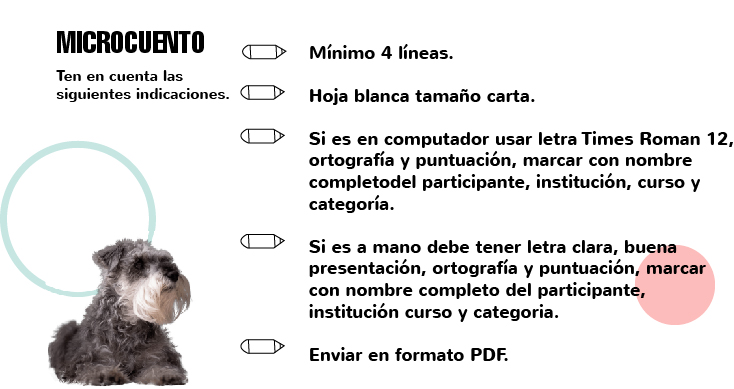 MICROCUENTO
Ten en cuenta las
siguientes indicaciones.
Mínimo 4 líneas.
Hoja blanca tamaño carta.
Si es en computador usar letra Times Roman 12,
ortografía y puntuación, marcar con nombre
completodel participante, institución, curso y
categoría.
Si es a mano debe tener letra clara, buena
presentación, ortografía y puntuación, marcar
con nombre completo del participante,
institución curso y categoria.
Enviar en formato PDF.